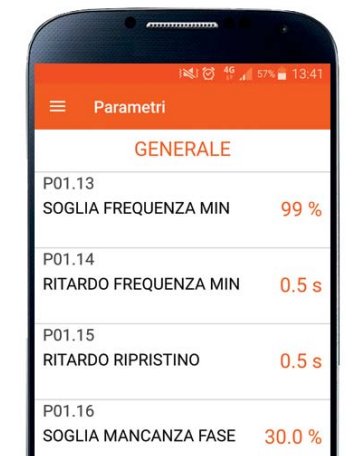 4G 57% 13:41
Parametri
GENERALE
P01.13
SOGLIA FREQUENZA MIN 99 %
P01.14
RITARDO FREQUENZA MIN 0.5 s
P01.15
RITARDO RIPRISTINO 0.5 s
P01.16
SOGLIA MANCANZA FASE 30.0 %